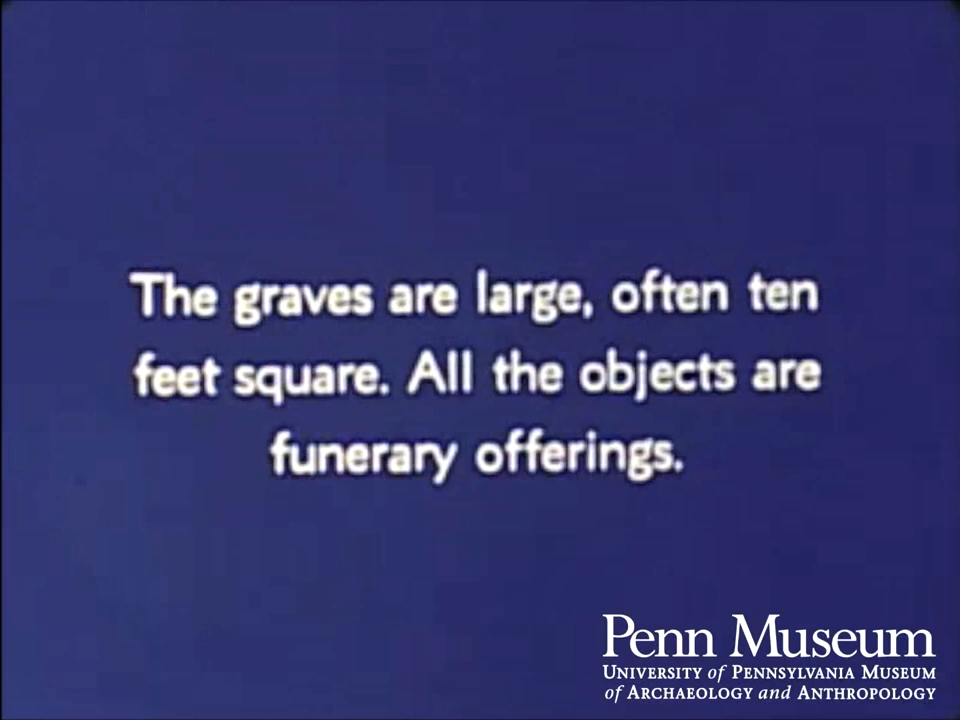 The graves are large, often ten
feet square. All the objects are
funerary offerings.
Penn Museum
UNIVERSITY of PENNSYLVANIA MUSEUM
of ARCHAEOLOGY and ANTHROPOLOGY